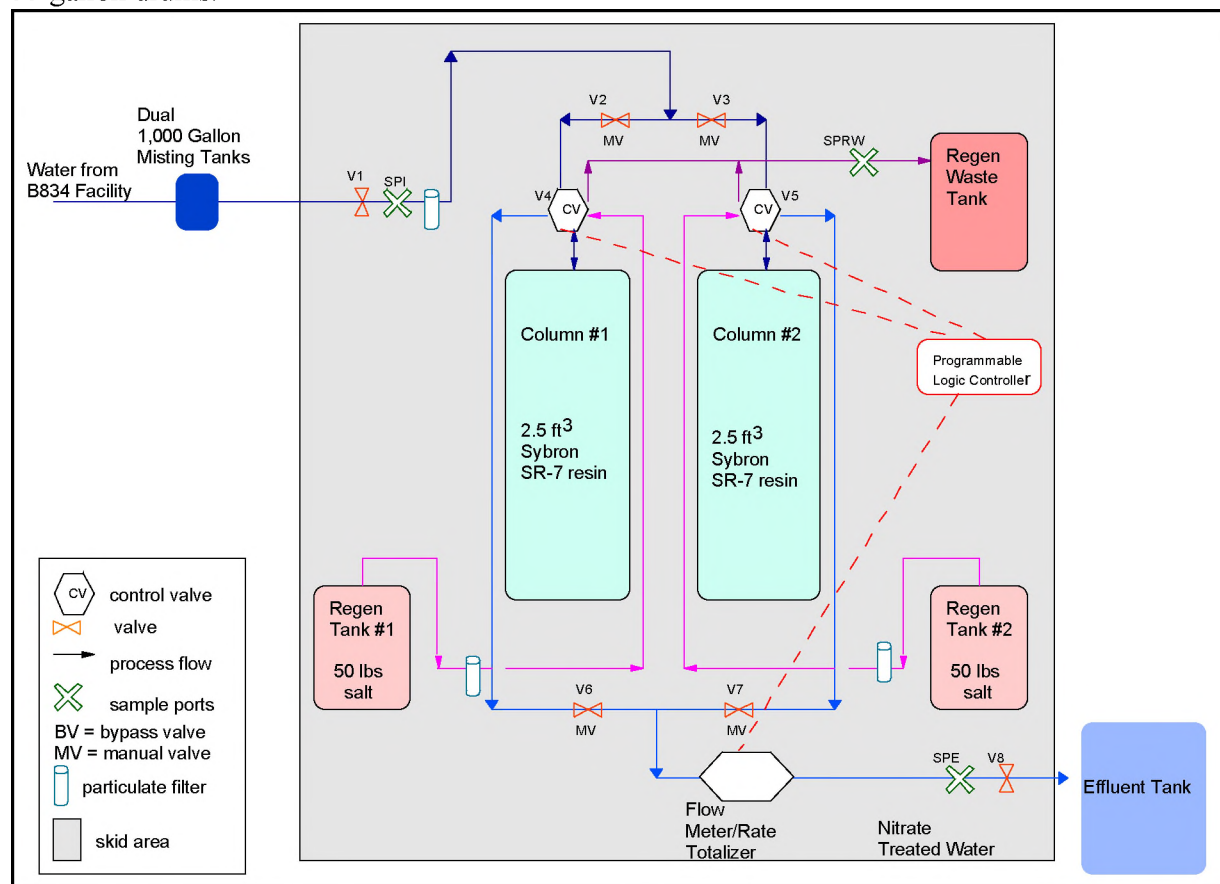 Dual
1,000 Gallon
Misting Tanks
Water from
B834 Facility
V1
SPI
V2
MV
V3
MV
V4
CV
V5
CV
SPRW
Regen
Waste
Tank
Column #1
2.5 ft3
Sybron
SR-7 resin
Column #2
2.5 ft3
Sybron
SR-7 resin
Programmable
Logic Controller
Regen
Tank #1
50 lbs
salt
Regen
Tank #2
50 lbs
salt
V6
MV
V7
MV
Flow
Meter/Rate
Totalizer
SPE
V8
Nitrate
Treated Water
Effluent Tank
CV
control valve
valve
process flow
sample ports
BV = bypass valve
MV = manual valve
particulate filter
skid area